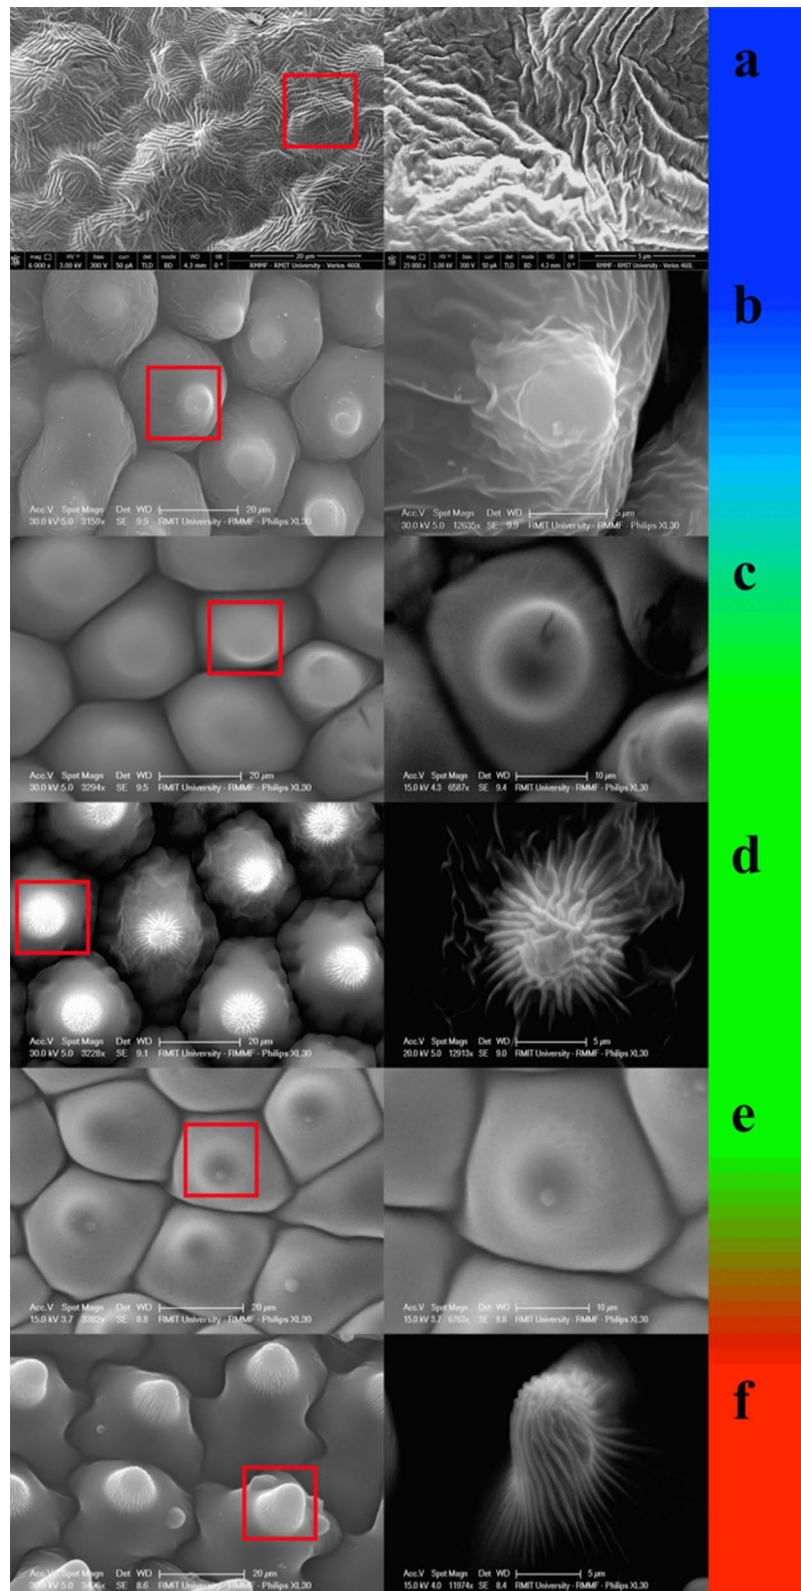 a
mag HV bias curr det mode WD tilt 20 µm
6 000 x 3.00 kV 300 V 50 pA TLD BD 4.3 mm 0 ° RMMF - RMIT University - Verios 460L
mag HV bias curr det mode WD tilt 5 µm
25 000 x 3.00 kV 300 V 50 pA TLD BD 4.3 mm 0 ° RMMF - RMIT University - Verios 460L
b
Acc.V Spot Magn Det WD 20 µm
30.0 kV 5.0 3159x SE 9.9 RMIT University - RMMF - Philips XL30
Acc.V Spot Magn Det WD 5 µm
30.0 kV 5.0 12635x SE 9.9 RMIT University - RMMF - Philips XL30
c
Acc.V Spot Magn Det WD 20 µm
30.0 kV 5.0 3294x SE 9.5 RMIT University - RMMF - Philips XL30
Acc.V Spot Magn Det WD 10 µm
15.0 kV 4.3 6587x SE 9.4 RMIT University - RMMF - Philips XL30
d
Acc.V Spot Magn Det WD 20 µm
30.0 kV 5.0 3228x SE 9.1 RMIT University - RMMF - Philips XL30
Acc.V Spot Magn Det WD 5 µm
20.0 kV 5.0 12913x SE 9.0 RMIT University - RMMF - Philips XL30
e
Acc.V Spot Magn Det WD 20 µm
15.0 kV 3.7 3382x SE 8.8 RMIT University - RMMF - Philips XL30
Acc.V Spot Magn Det WD 10 µm
15.0 kV 3.7 SE 8.8 RMIT University - RMMF - Philips XL30
f
Acc.V Spot Magn Det WD 20 µm
5.0 SE 8.6 RMIT University - RMMF - Philips XL30
Acc.V Spot Magn Det WD 5 µm
15.0 kV 4.0 11974x SE 8.4 RMIT University - RMMF - Philips XL30